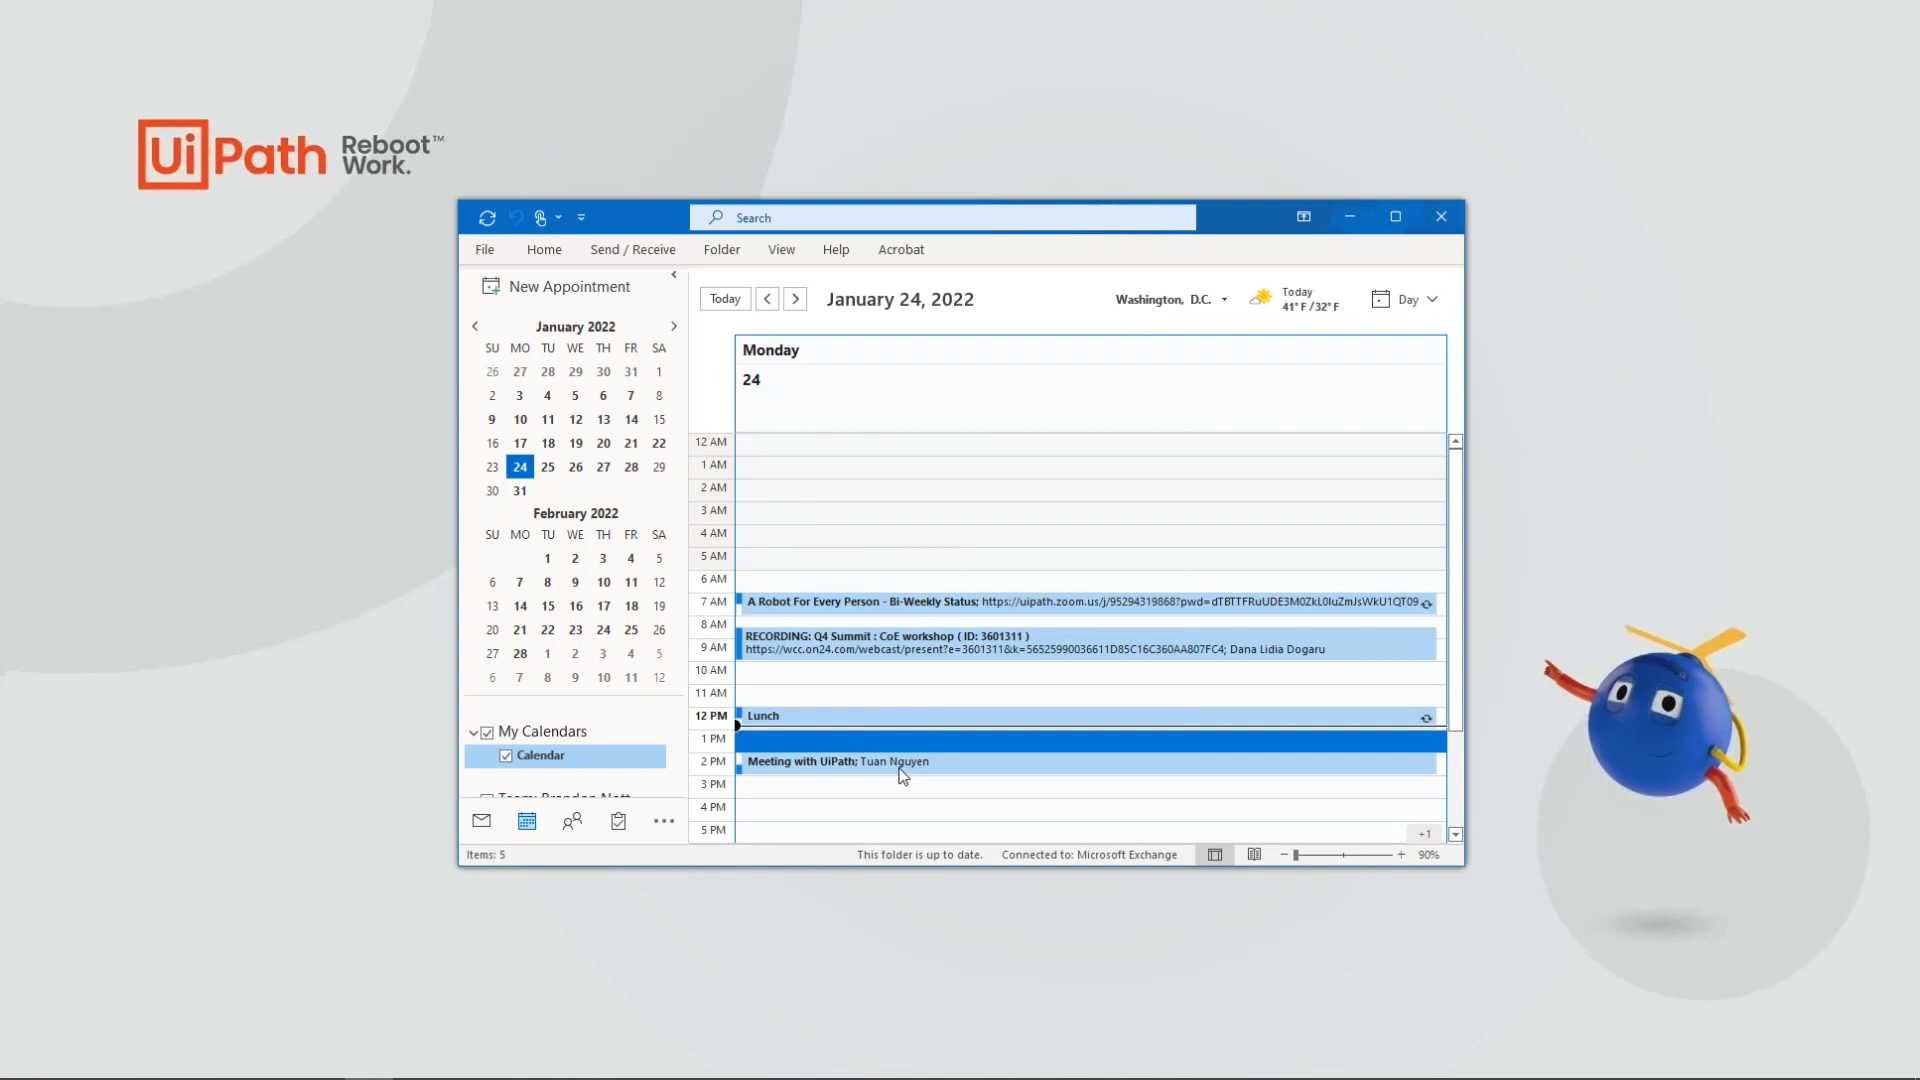 UiPath Reboot Work.™
Search
File Home Send / Receive Folder View Help Acrobat
New Appointment
January 2022
SU MO TU WE TH FR SA
26 27 28 29 30 31 1
2 3 4 5 6 7 8
9 10 11 12 13 14 15
16 17 18 19 20 21 22
23 24 25 26 27 28 29
30 31
February 2022
SU MO TU WE TH FR SA
1 2 3 4 5
6 7 8 9 10 11 12
13 14 15 16 17 18 19
20 21 22 23 24 25 26
27 28 1 2 3 4 5
6 7 8 9 10 11 12
My Calendars
Calendar
Team: Brandon Nott
Today January 24, 2022 Washington, D.C. Today 41°F/32°F Day
Monday
24
12 AM
1 AM
2 AM
3 AM
4 AM
5 AM
6 AM
7 AM A Robot For Every Person - Bi-Weekly Status; https://uipath.zoom.us/j/95294319868?pwd=dTBTTFRuUDE3M0ZkL0luZmJsWkU1QT09
8 AM
RECORDING: Q4 Summit : CoE workshop ( ID: 3601311 )
9 AM https://wcc.on24.com/webcast/present?e=3601311&k=56525990036611D85C16C360AA807FC4; Dana Lidia Dogaru
10 AM
11 AM
12 PM Lunch
1 PM
2 PM Meeting with UiPath; Tuan Nguyen
3 PM
4 PM
5 PM +1
Items: 5 This folder is up to date. Connected to: Microsoft Exchange 90%